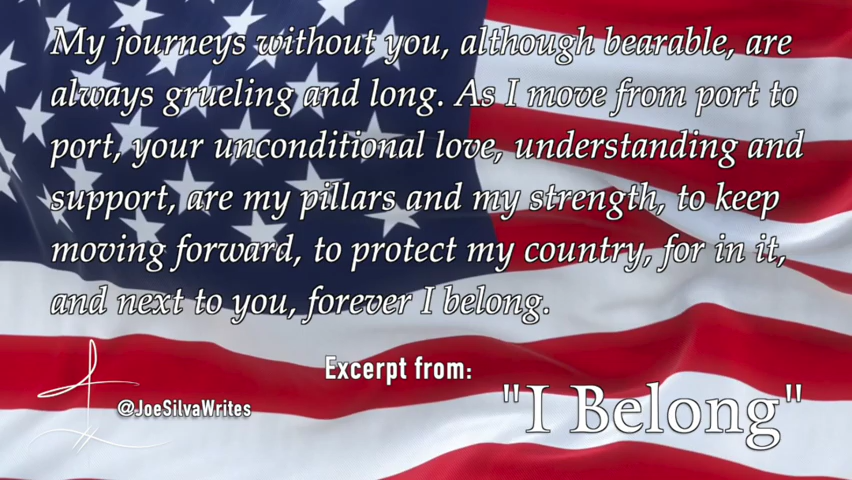 My journeys without you, although bearable, are
always grueling and long. As I move from port to
port, your unconditional love, understanding and
support, are my pillars and my strength, to keep
moving forward, to protect my country, for in it,
and next to you, forever I belong.
Excerpt from:
@JoeSilvaWrites
"I Belong"